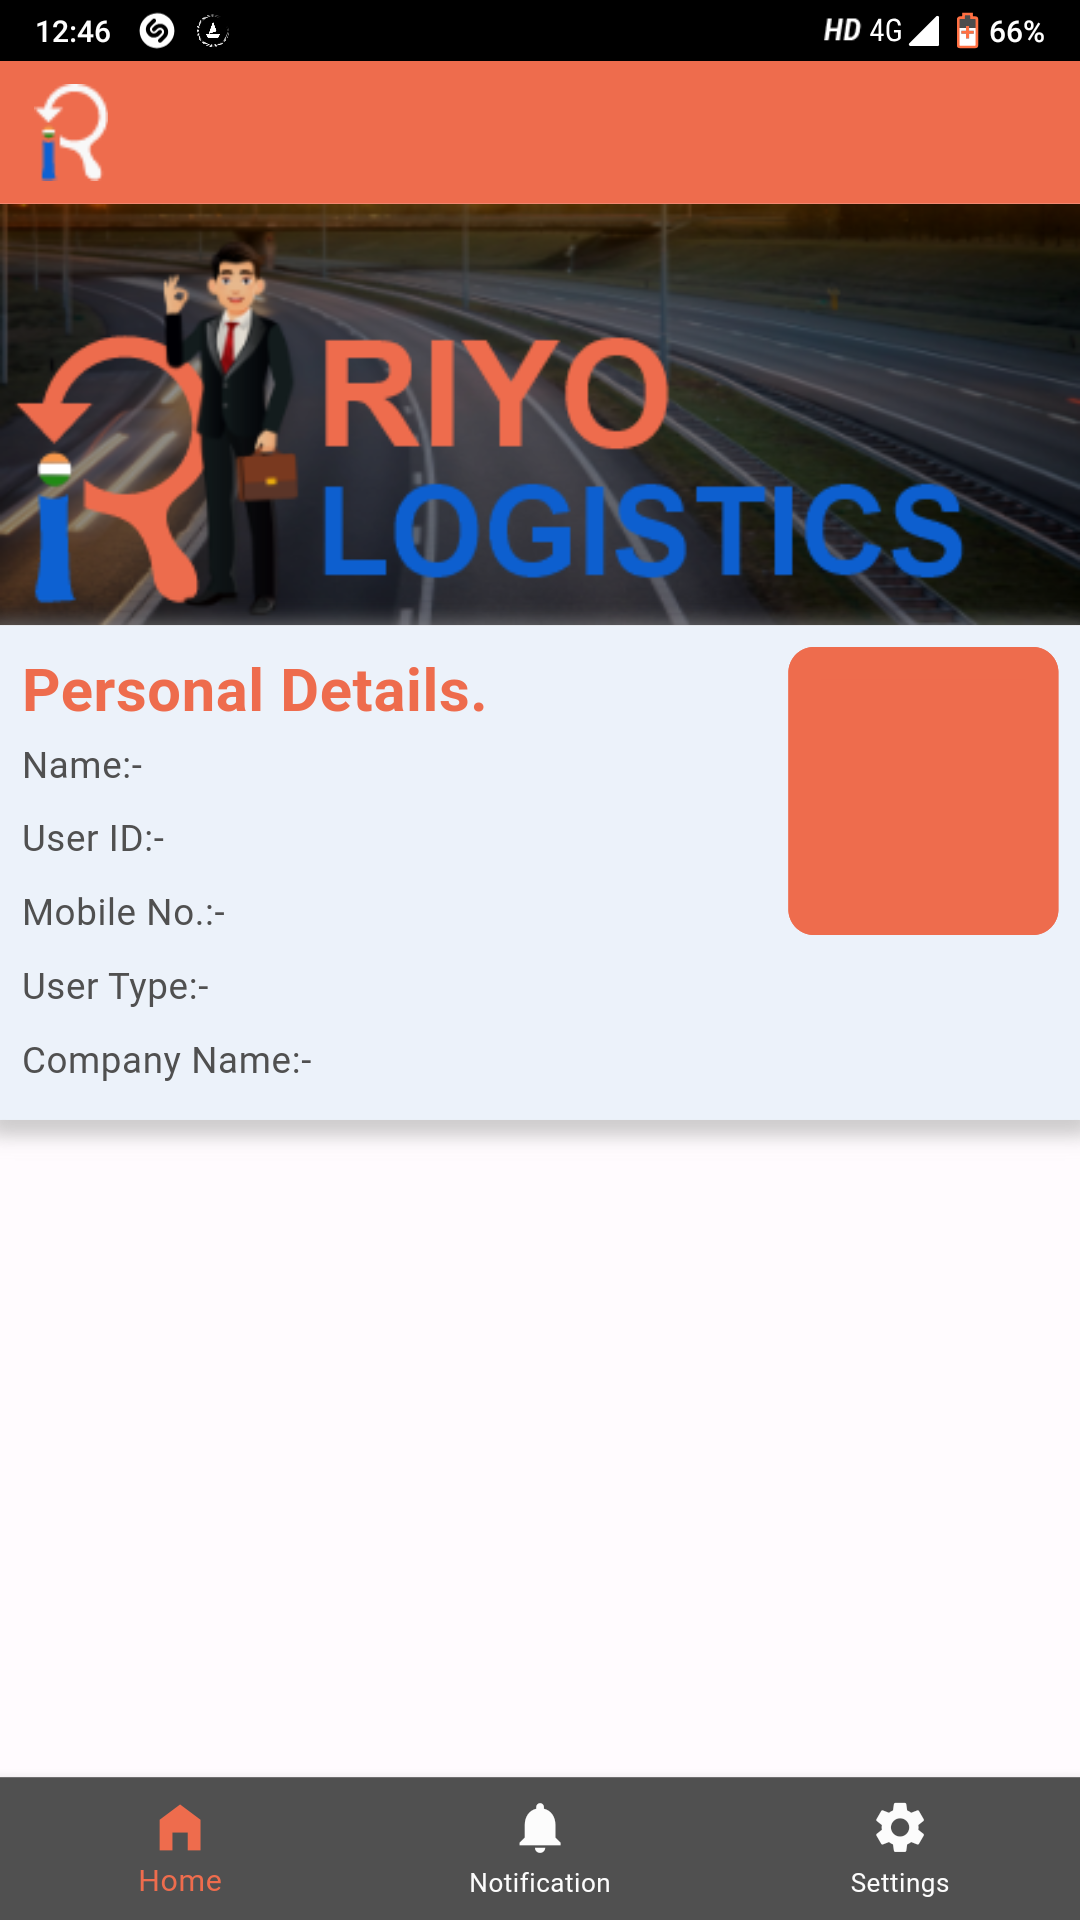 12:46 HD 4G 66%
iR
RIYO
LOGISTICS
Personal Details.
Name:-
User ID:-
Mobile No.:-
User Type:-
Company Name:-
Home Notification Settings